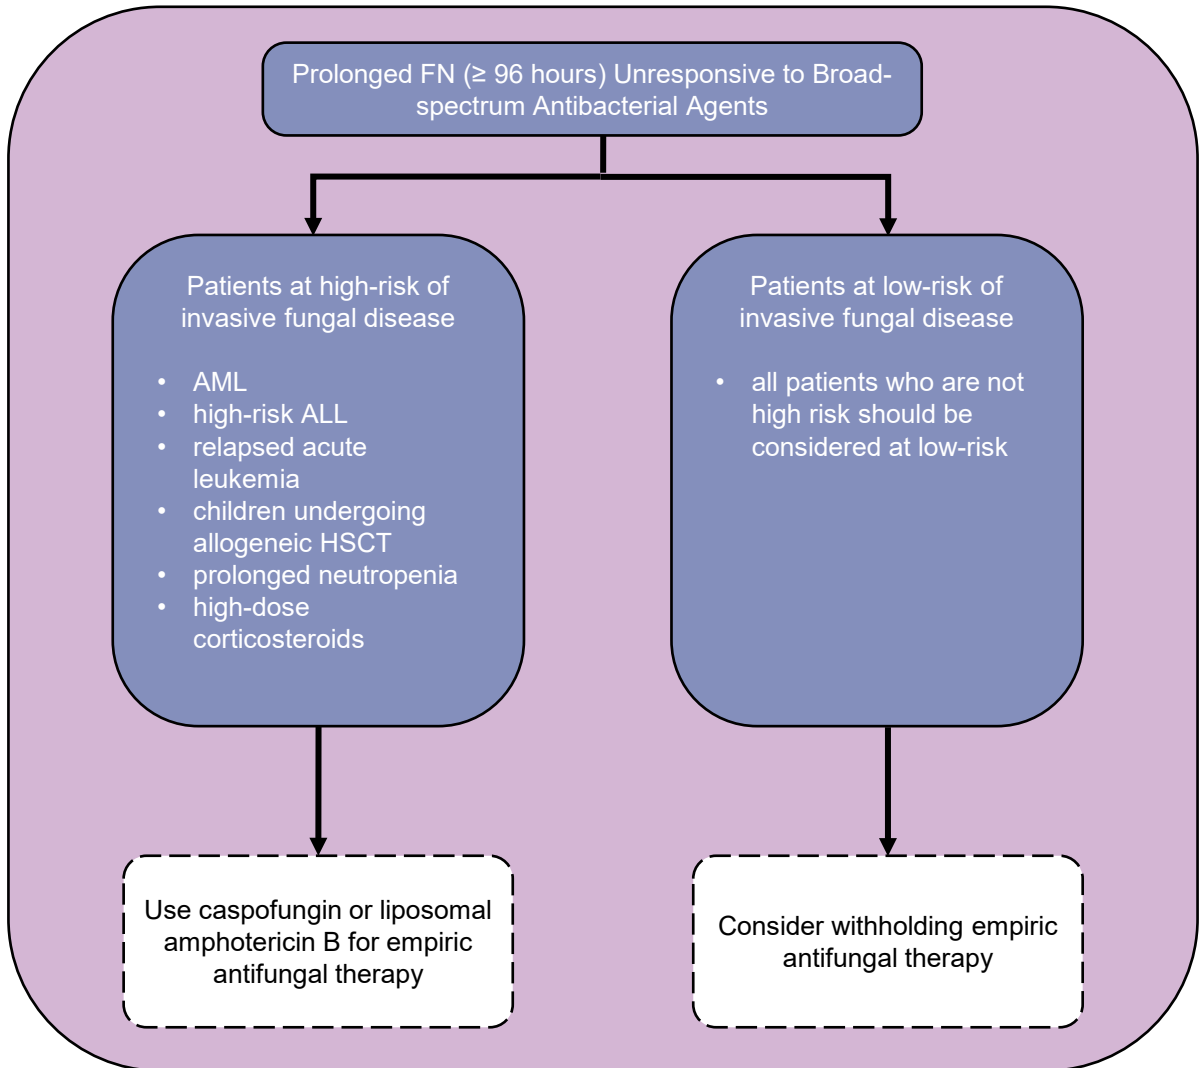 Prolonged FN (≥ 96 hours) Unresponsive to Broad-
spectrum Antibacterial Agents
Patients at high-risk of
invasive fungal disease
• AML
• high-risk ALL
• relapsed acute
leukemia
• children undergoing
allogeneic HSCT
• prolonged neutropenia
• high-dose
corticosteroids
Patients at low-risk of
invasive fungal disease
• all patients who are not
high risk should be
considered at low-risk
Use caspofungin or liposomal
amphotericin B for empiric
antifungal therapy
Consider withholding empiric
antifungal therapy